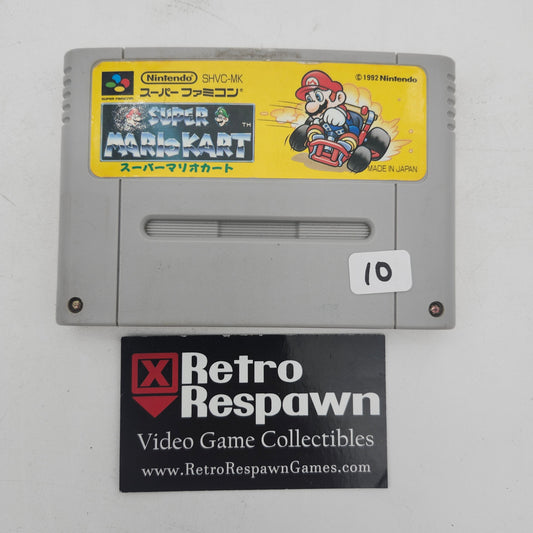 SUPER FAMICOM
Nintendo SHVC-MK
スーパーファミコン®
SUPER
MARIO KART™
スーパーマリオカート
© 1992 Nintendo
MADE IN JAPAN
10
X Retro
Respawn
Video Game Collectibles
www.RetroRespawnGames.com